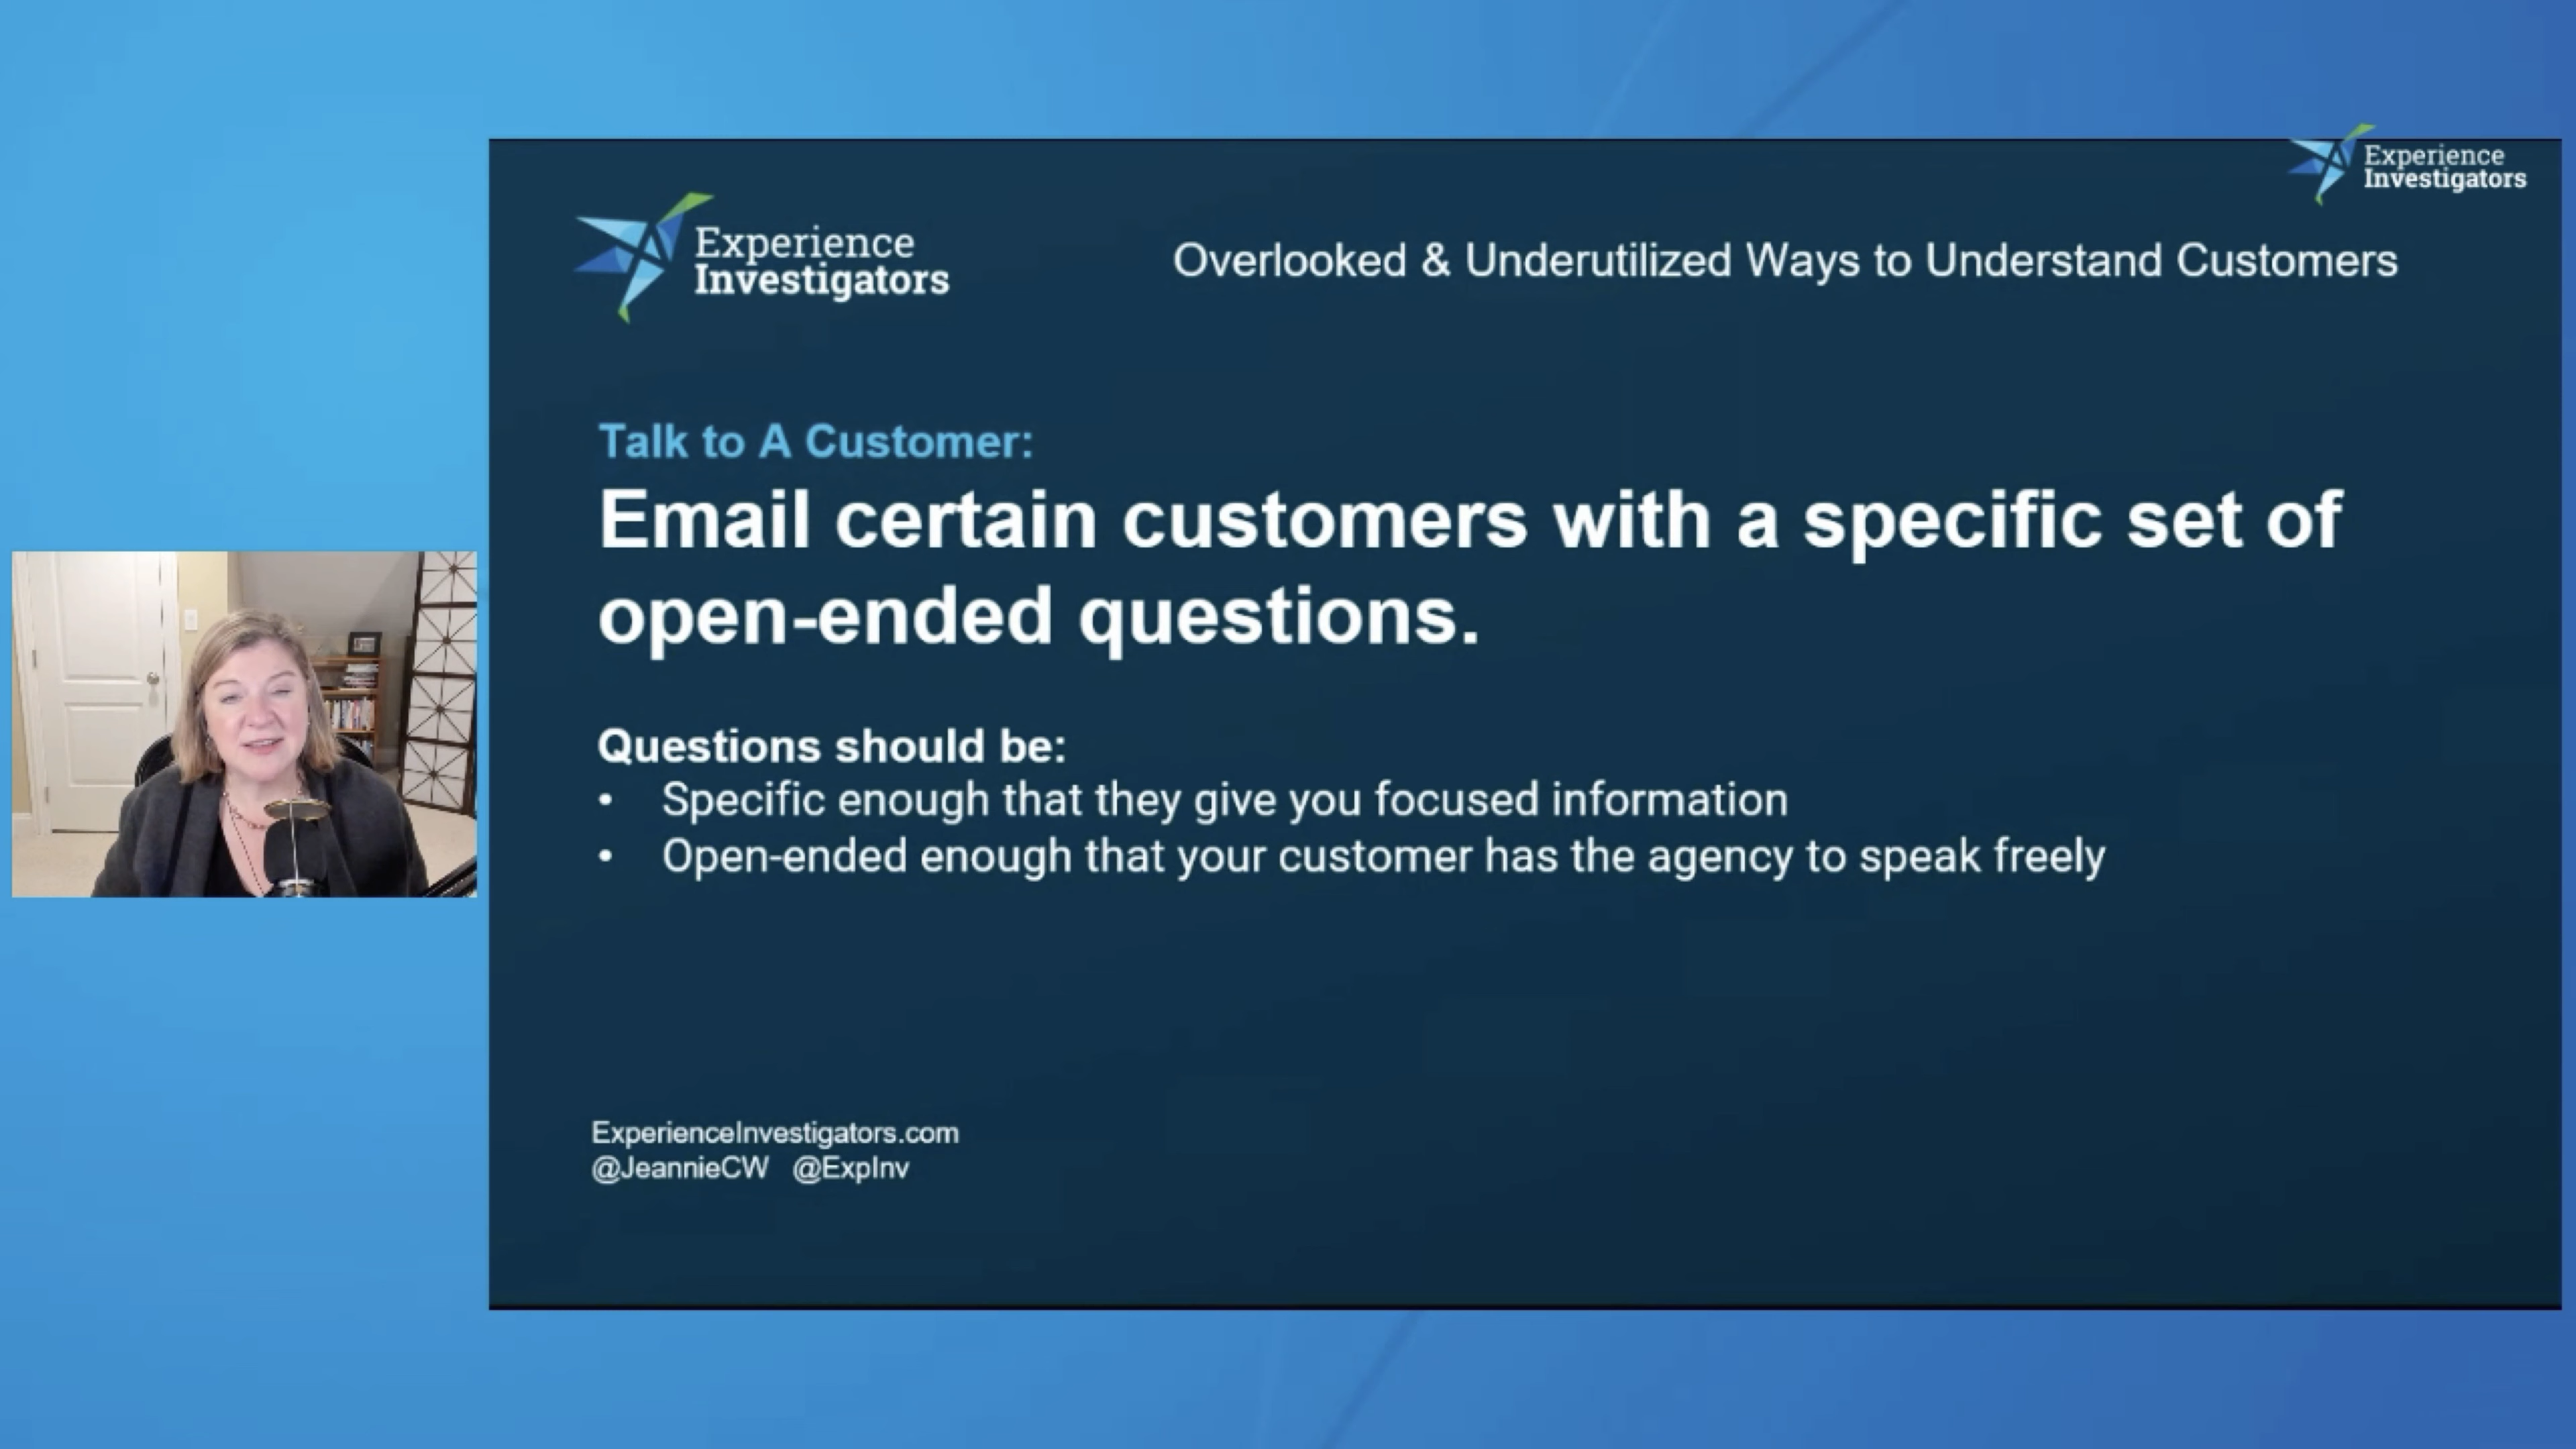 Experience
Investigators
Experience
Investigators
Overlooked & Underutilized Ways to Understand Customers
Talk to A Customer:
Email certain customers with a specific set of
open-ended questions.
Questions should be:
• Specific enough that they give you focused information
• Open-ended enough that your customer has the agency to speak freely
ExperienceInvestigators.com
@JeannieCW @ExpInv